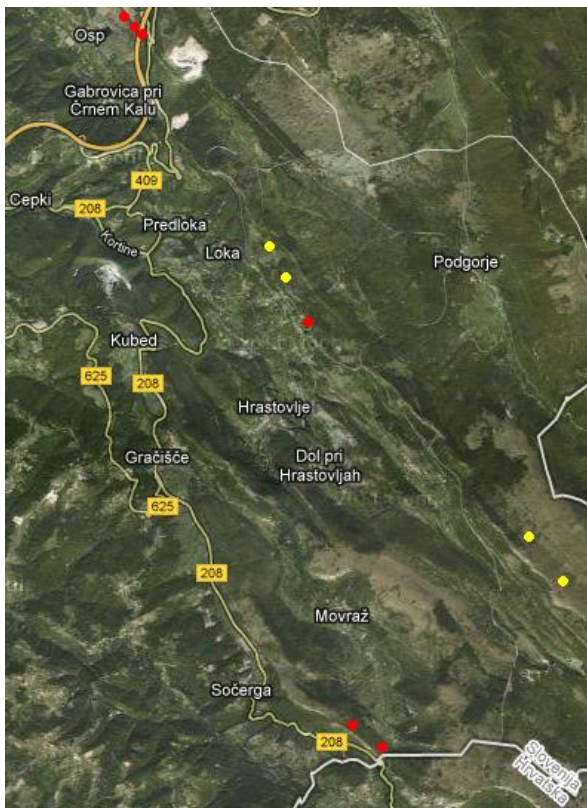 Osp
Gabrovica pri
Črnem Kalu
409
Cepki
208
Predloka
Kortine
Loka
Podgorje
Kubed
625
208
Hrastovlje
Gračišče
Dol pri
Hrastovljah
625
208
Movraž
Sočerga
208
Slovenija
Hrvatska